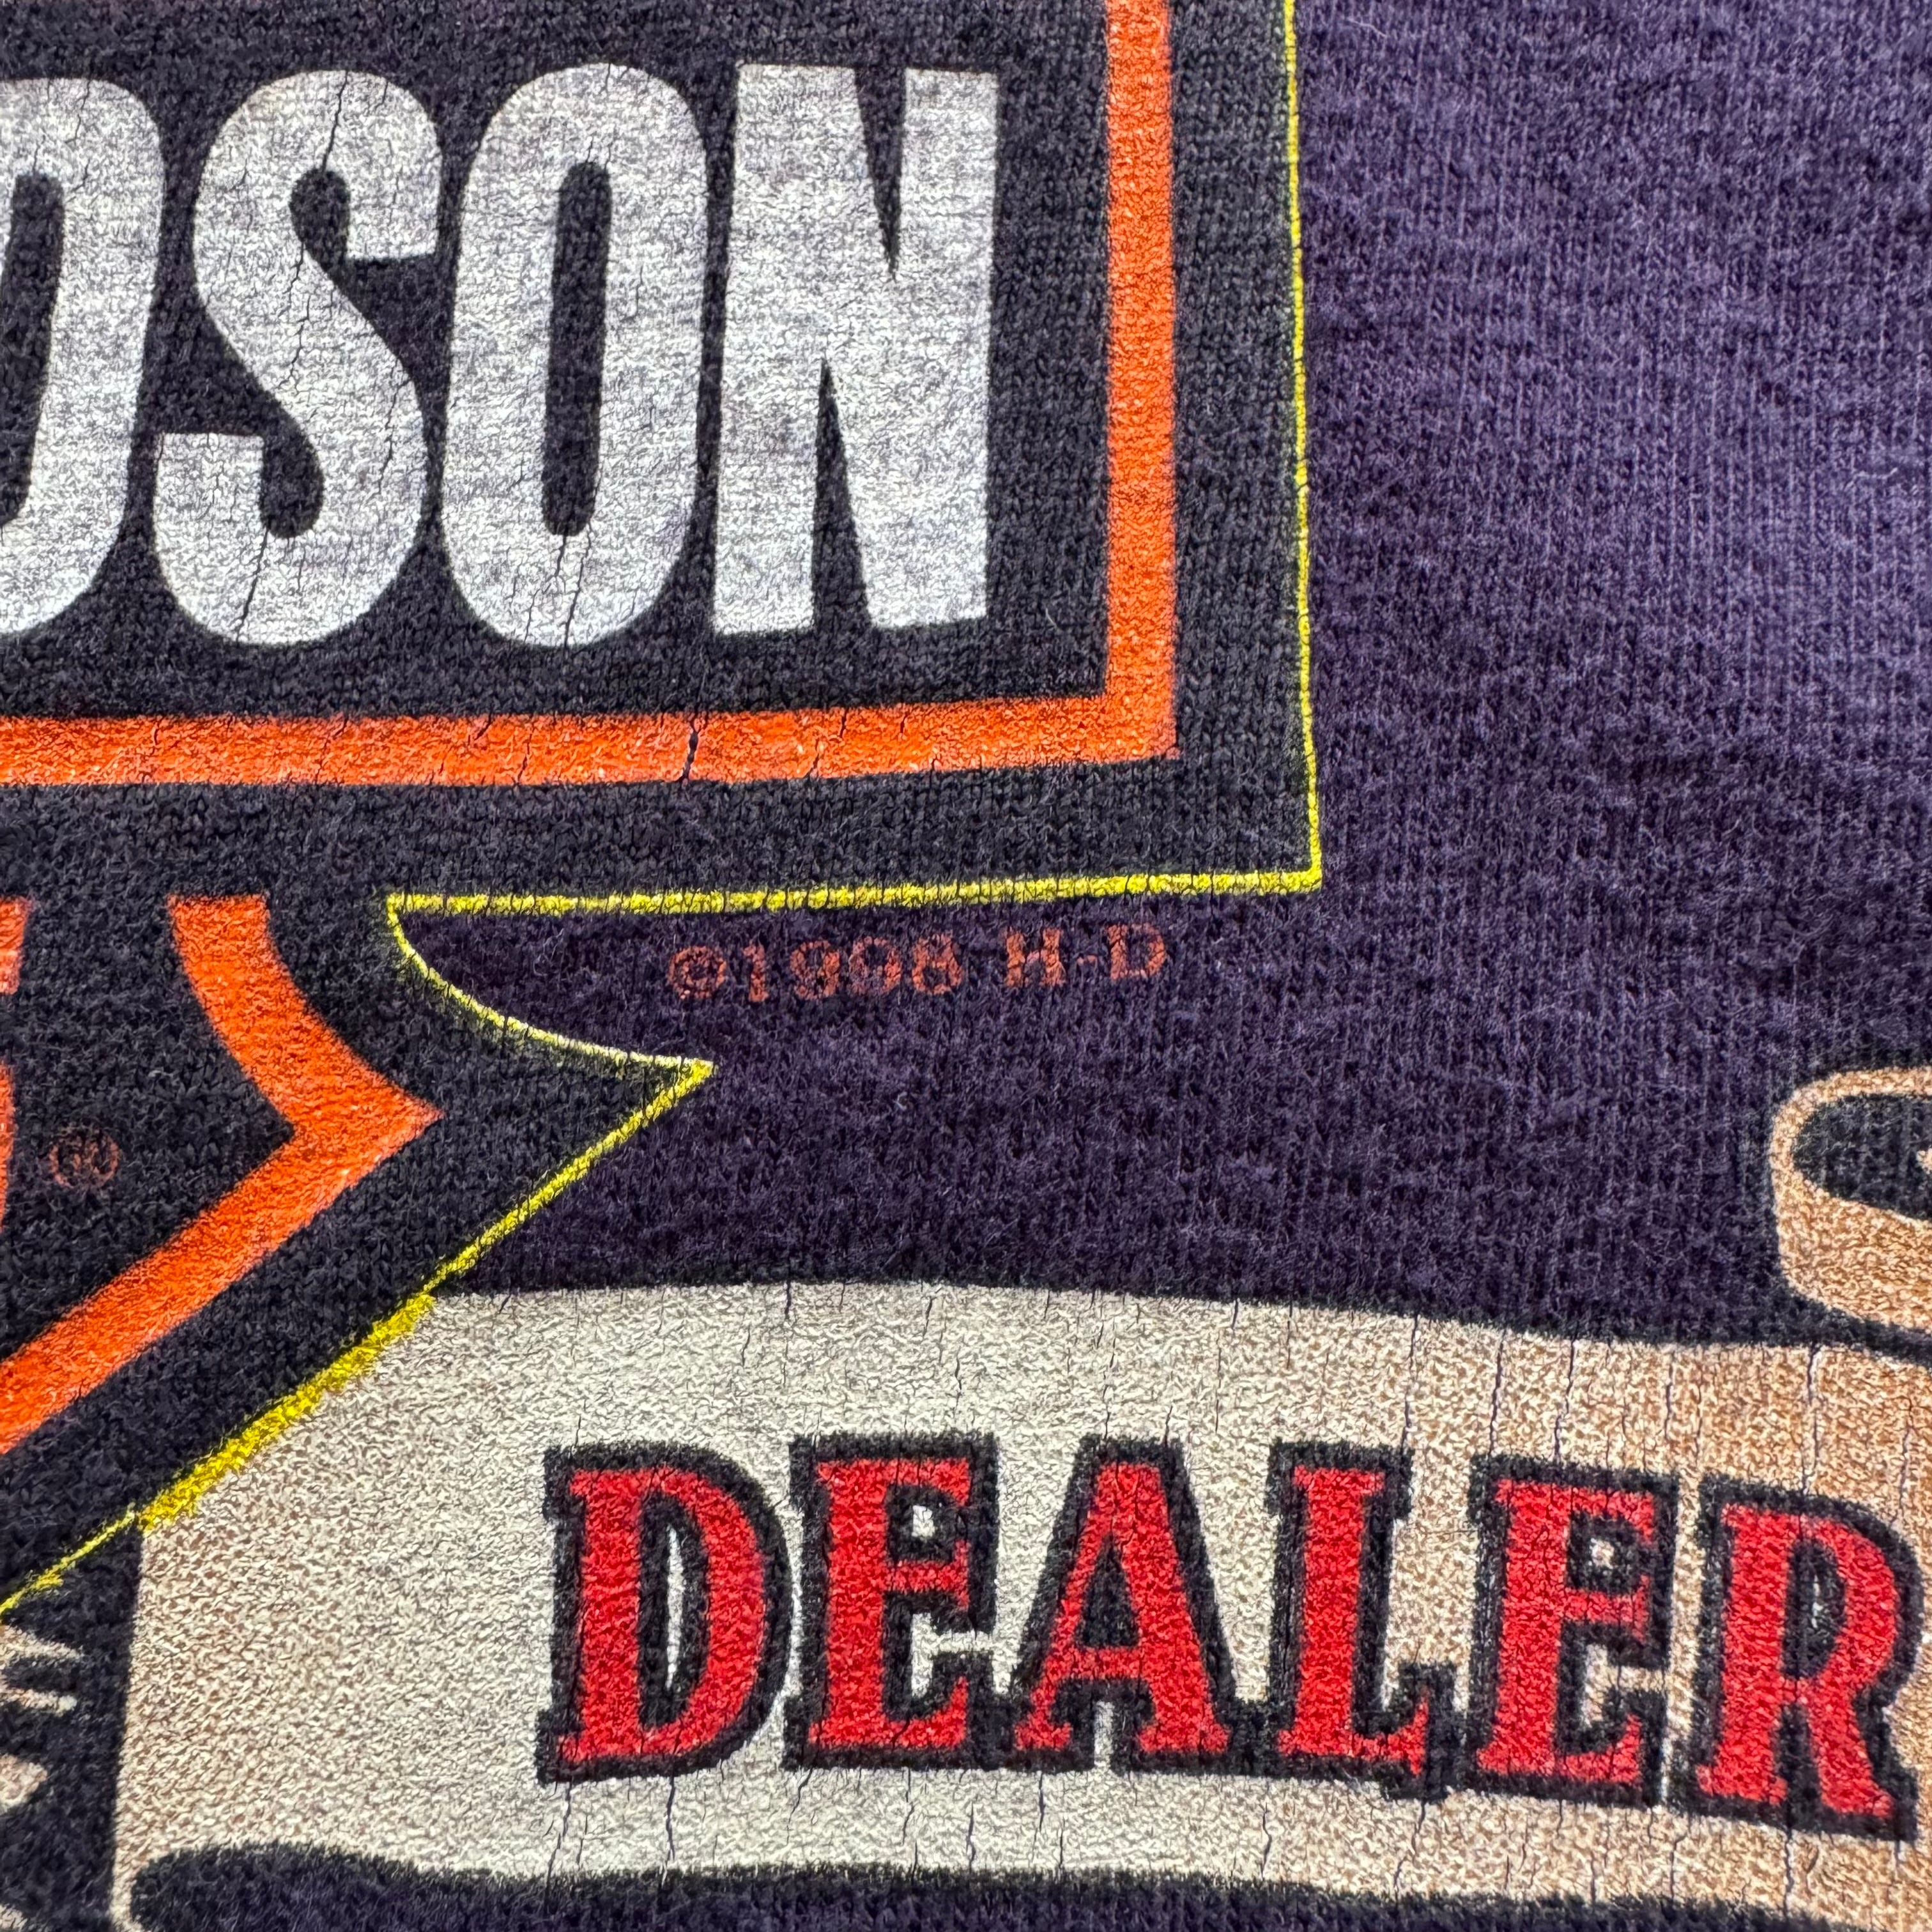 DSON
©1998 H-D
®
DEALER